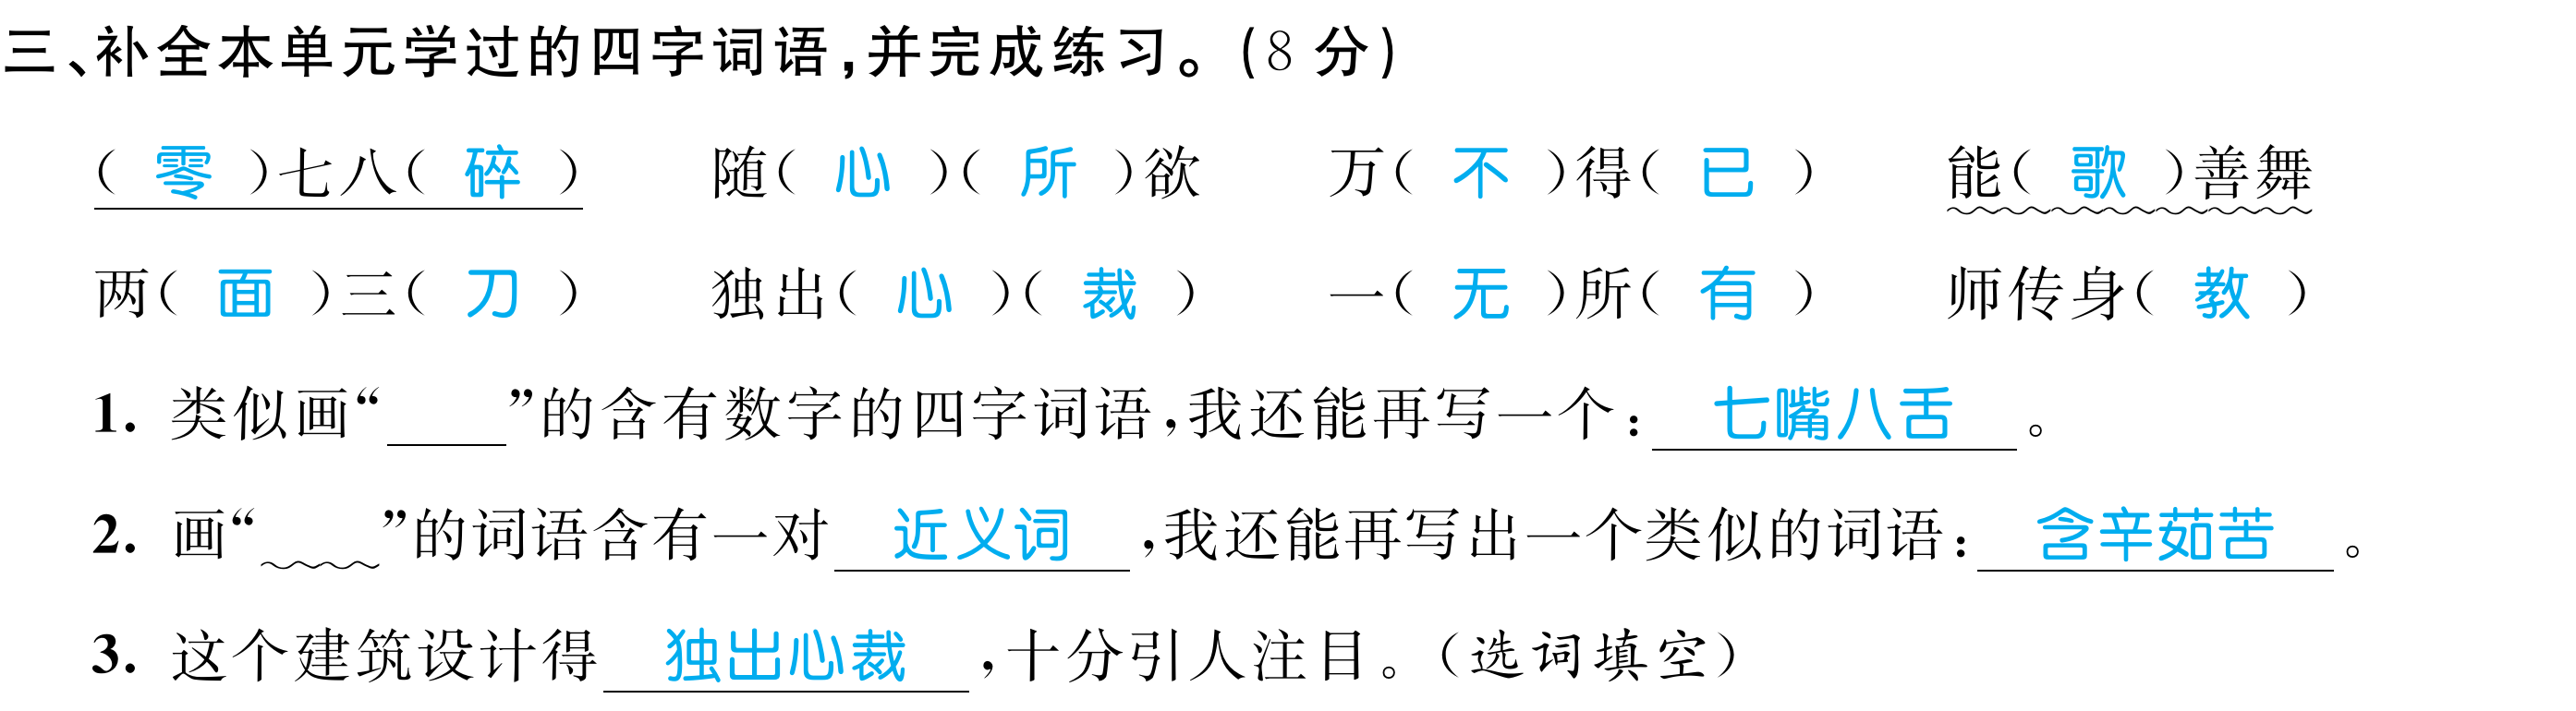 三、补全本单元学过的四字词语,并完成练习。(8 分)
( 零 )七八( 碎 ) 随( 心 )( 所 )欲 万( 不 )得( 已 ) 能( 歌 )善舞
两( 面 )三( 刀 ) 独出( 心 )( 裁 ) 一( 无 )所( 有 ) 师传身( 教 )
1. 类似画“____”的含有数字的四字词语,我还能再写一个: 七嘴八舌 。
2. 画“﹏﹏”的词语含有一对 近义词 ,我还能再写出一个类似的词语: 含辛茹苦 。
3. 这个建筑设计得 独出心裁 ,十分引人注目。(选词填空)